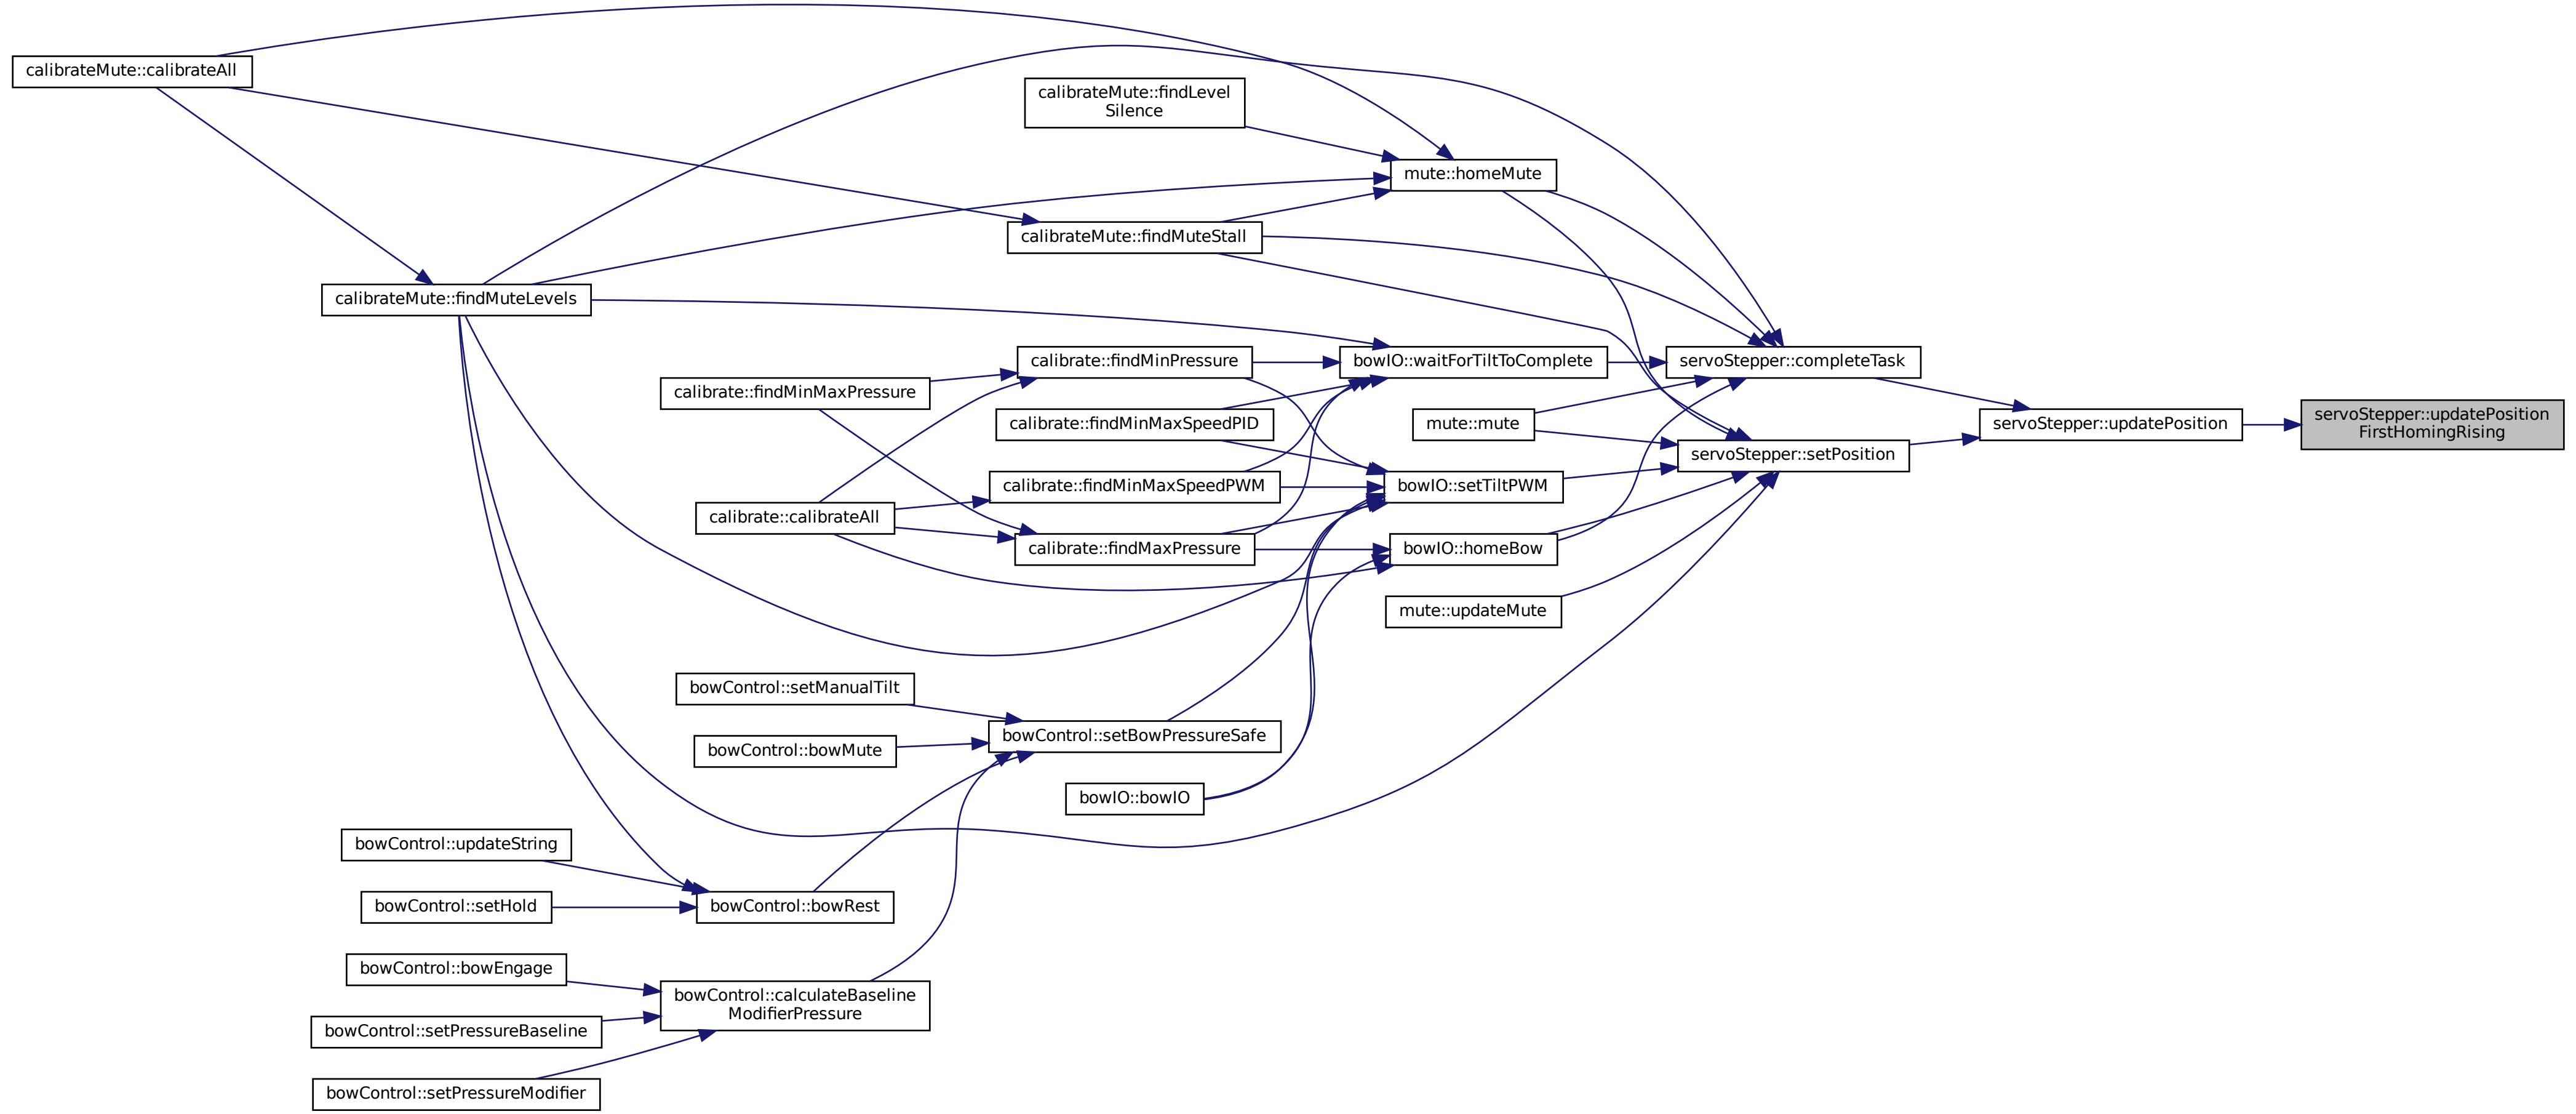 calibrateMute::calibrateAll
calibrateMute::findLevel
Silence
mute::homeMute
calibrateMute::findMuteStall
calibrateMute::findMuteLevels
calibrate::findMinPressure
bowIO::waitForTiltToComplete
servoStepper::completeTask
calibrate::findMinMaxPressure
calibrate::findMinMaxSpeedPID
mute::mute
servoStepper::updatePosition
servoStepper::updatePosition
FirstHomingRising
servoStepper::setPosition
calibrate::findMinMaxSpeedPWM
bowIO::setTiltPWM
calibrate::calibrateAll
calibrate::findMaxPressure
bowIO::homeBow
mute::updateMute
bowControl::setManualTilt
bowControl::setBowPressureSafe
bowControl::bowMute
bowIO::bowIO
bowControl::updateString
bowControl::setHold
bowControl::bowRest
bowControl::bowEngage
bowControl::calculateBaseline
ModifierPressure
bowControl::setPressureBaseline
bowControl::setPressureModifier